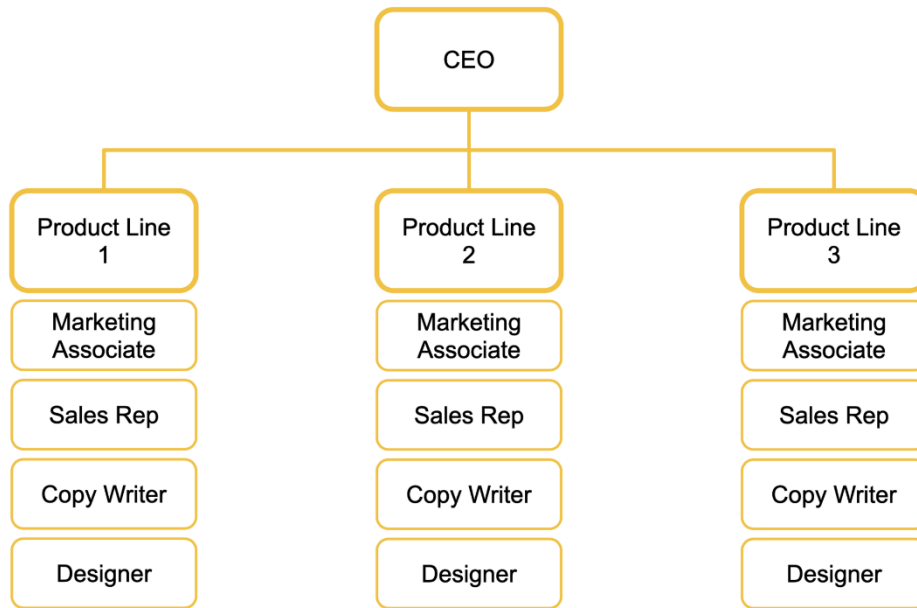 CEO
Product Line
1
Product Line
2
Product Line
3
Marketing
Associate
Marketing
Associate
Marketing
Associate
Sales Rep
Sales Rep
Sales Rep
Copy Writer
Copy Writer
Copy Writer
Designer
Designer
Designer